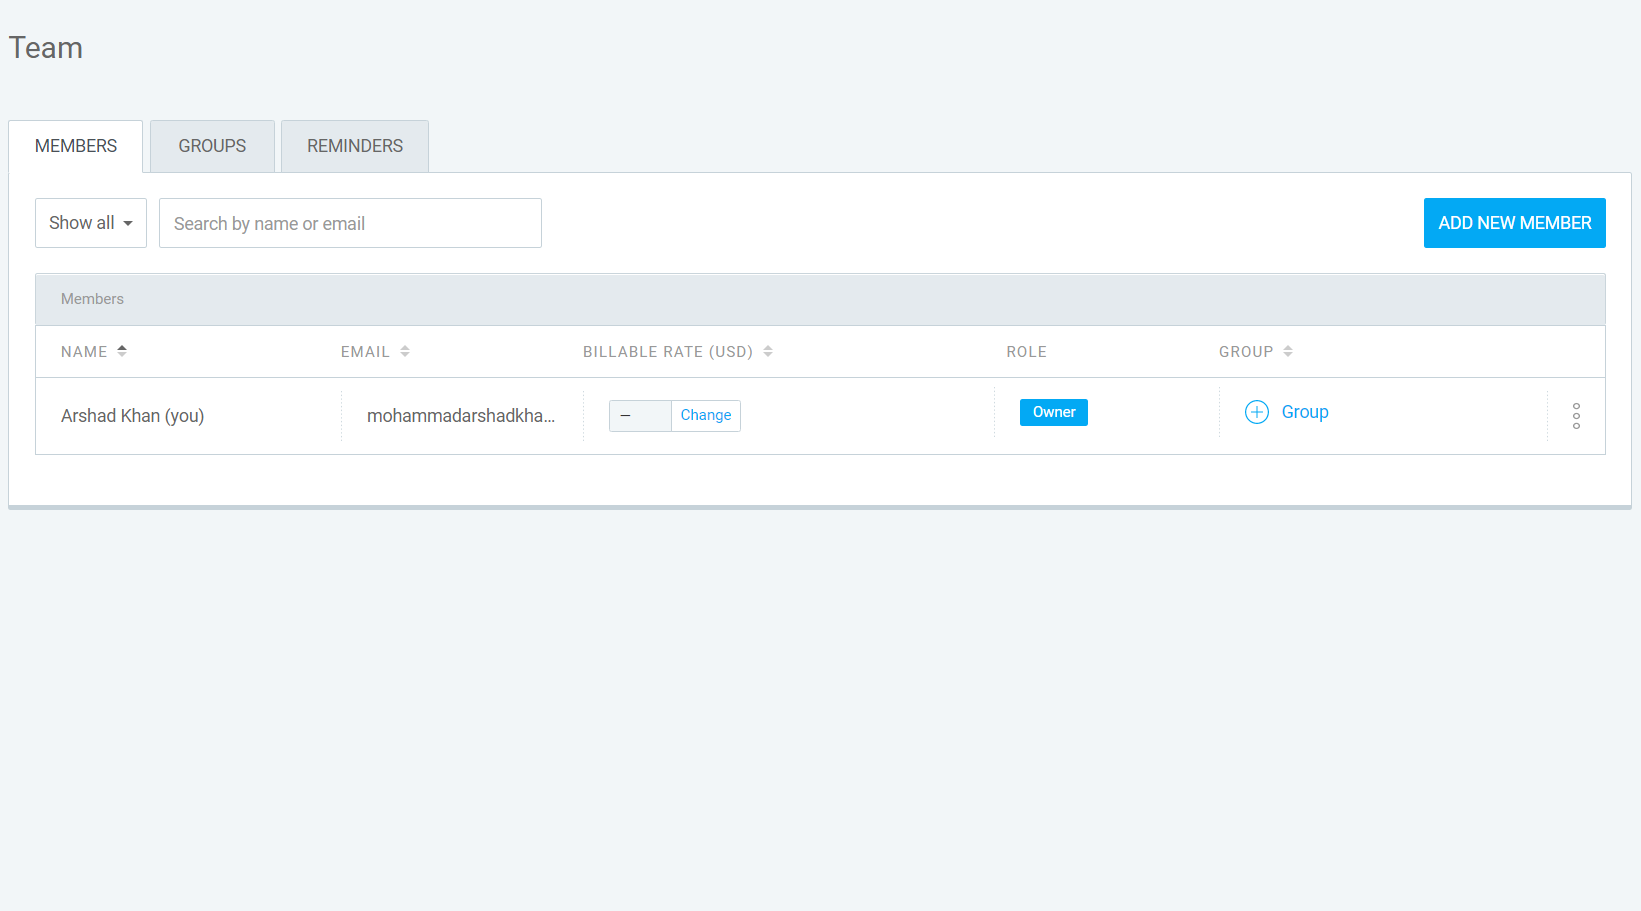 Team
MEMBERS GROUPS REMINDERS
Show all Search by name or email ADD NEW MEMBER
Members
NAME EMAIL BILLABLE RATE (USD) ROLE GROUP
Arshad Khan (you) mohammadarshadkha... – Change Owner Group